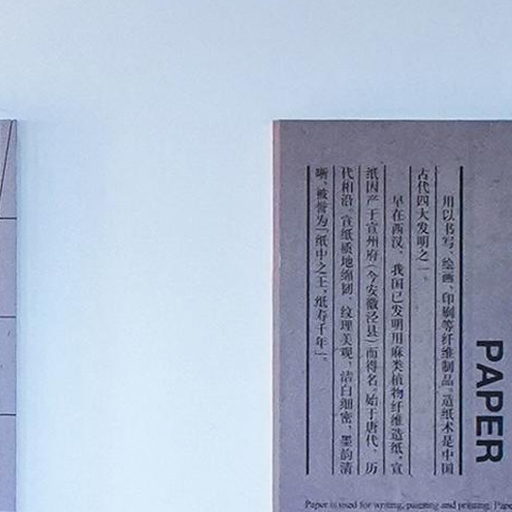 PAPER
用以书写、绘画、印刷等纤维制品。造纸术是中国
古代四大发明之一。
早在西汉，我国已发明用麻类植物纤维造纸。宣
纸因产于宣州府(今安徽泾县)而得名。始于唐代、历
代相沿。宣纸质地绵韧、纹理美观、洁白细密，墨韵清
晰，被誉为「纸中之王，纸寿千年」。
Paper is used for writing, painting and printing. Pape